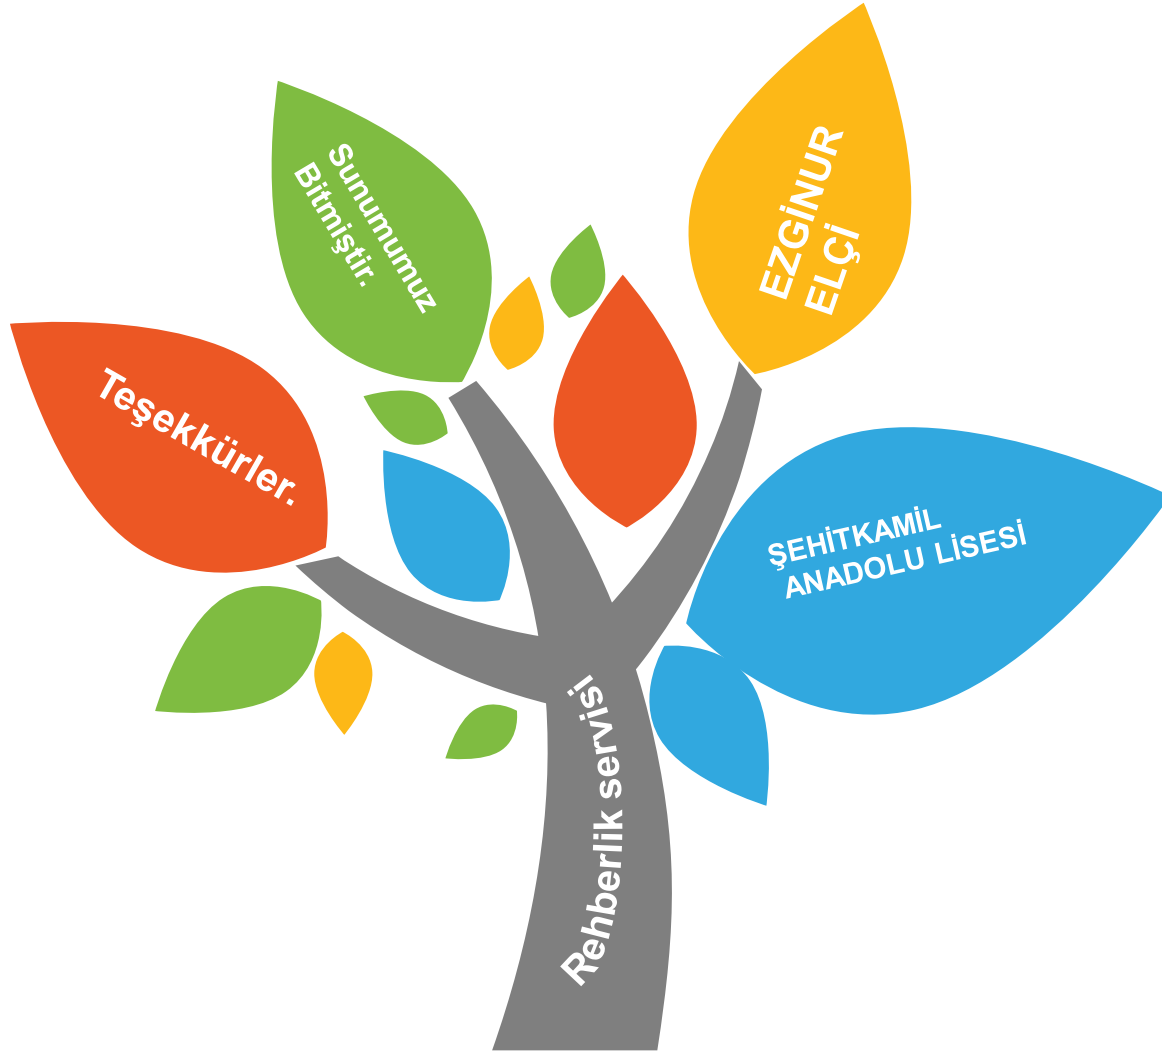 Sunumumuz
Bitmiştir.
EZGİNUR
ELÇİ
Teşekkürler.
ŞEHİTKAMİL
ANADOLU LİSESİ
Rehberlik servisi